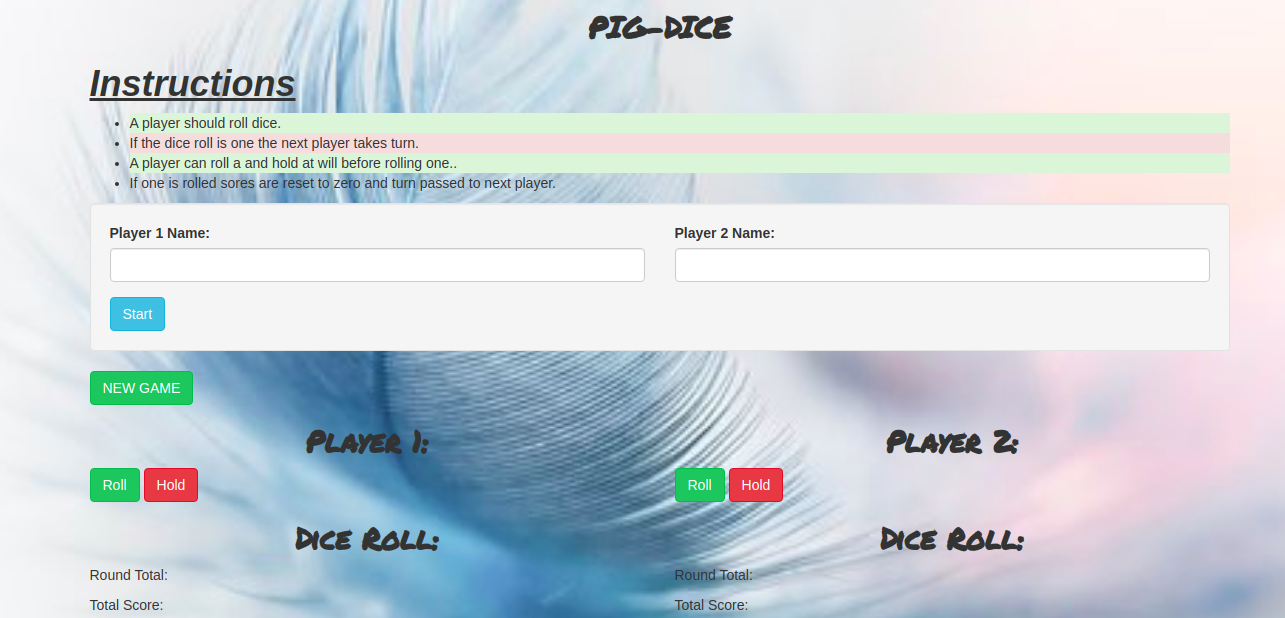 PIG-DICE
Instructions
A player should roll dice.
If the dice roll is one the next player takes turn.
A player can roll a and hold at will before rolling one..
If one is rolled sores are reset to zero and turn passed to next player.
Player 1 Name: Player 2 Name:
Start
NEW GAME
Player 1: Player 2:
Roll Hold Roll Hold
Dice Roll: Dice Roll:
Round Total: Round Total:
Total Score: Total Score: